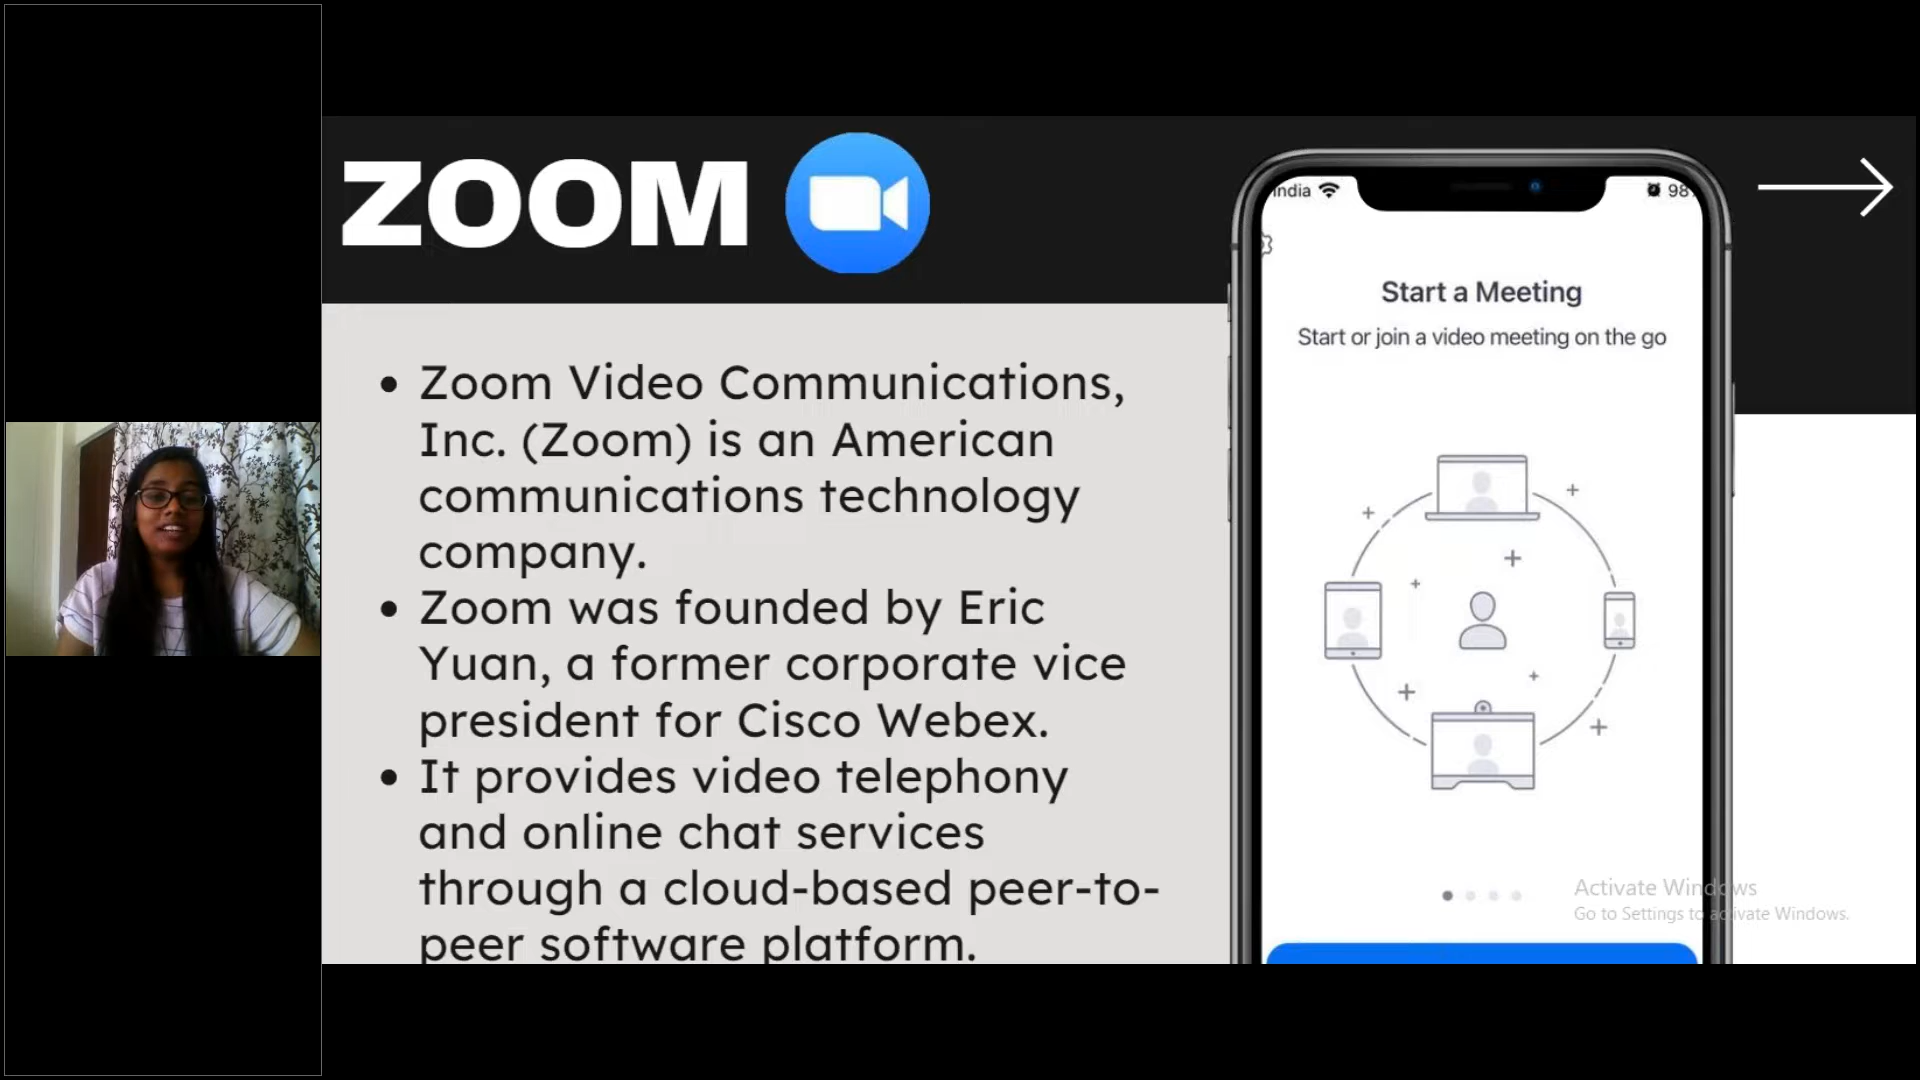 ZOOM
• Zoom Video Communications,
Inc. (Zoom) is an American
communications technology
company.
• Zoom was founded by Eric
Yuan, a former corporate vice
president for Cisco Webex.
• It provides video telephony
and online chat services
through a cloud-based peer-to-
peer software platform.
India
98
Start a Meeting
Start or join a video meeting on the go
Activate Windows
Go to Settings to activate Windows.